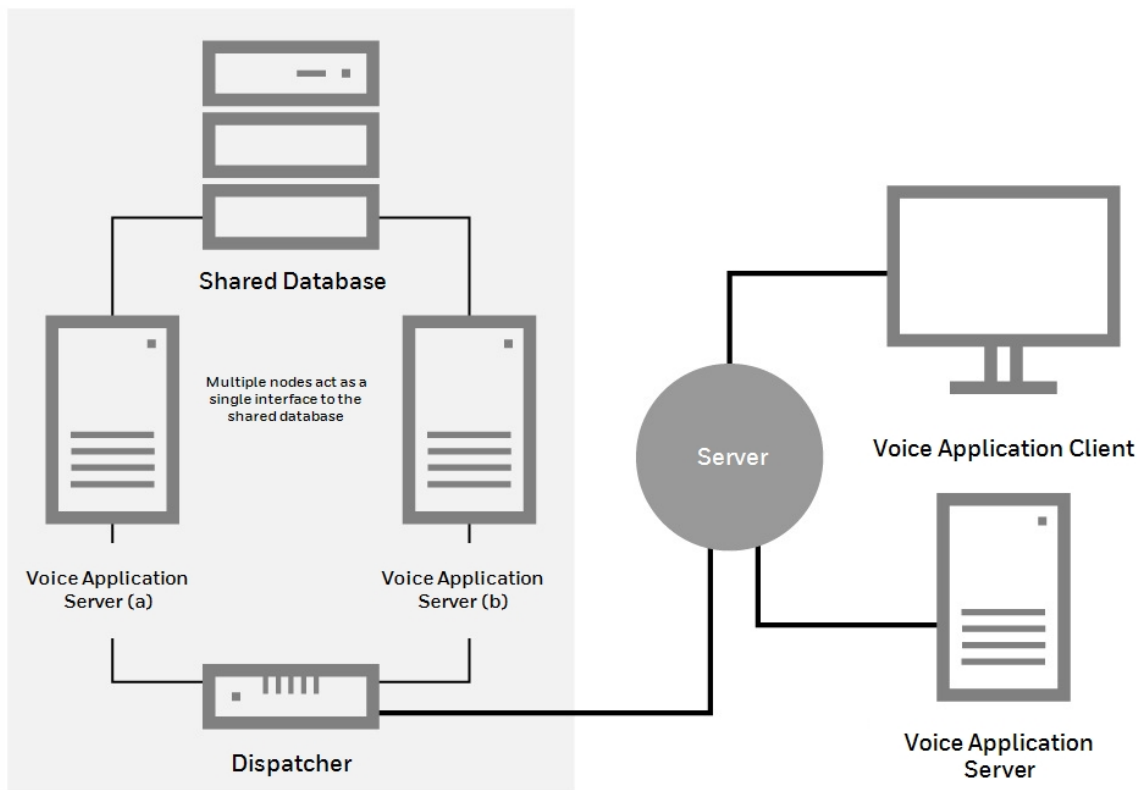 Shared Database
Multiple nodes act as a
single interface to the
shared database
Voice Application
Server (a)
Voice Application
Server (b)
Dispatcher
Server
Voice Application Client
Voice Application
Server